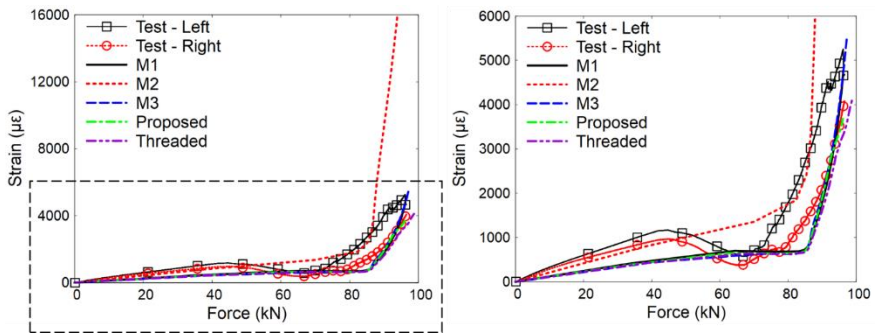 16000
12000
8000
4000
0
Strain (µε)
Test - Left
Test - Right
M1
M2
M3
Proposed
Threaded
0 20 40 60 80 100
Force (kN)
6000
5000
4000
3000
2000
1000
0
Strain (µε)
Test - Left
Test - Right
M1
M2
M3
Proposed
Threaded
0 20 40 60 80 100
Force (kN)